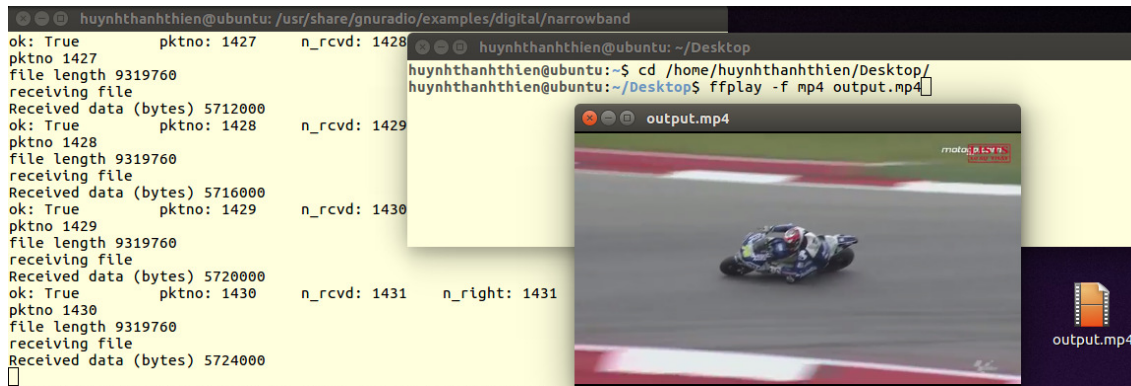 huynhthanhthien@ubuntu: /usr/share/gnuradio/examples/digital/narrowband
ok: True pktno: 1427 n_rcvd: 1428
pktno 1427
file length 9319760
receiving file
Received data (bytes) 5712000
ok: True pktno: 1428 n_rcvd: 1429
pktno 1428
file length 9319760
receiving file
Received data (bytes) 5716000
ok: True pktno: 1429 n_rcvd: 1430
pktno 1429
file length 9319760
receiving file
Received data (bytes) 5720000
ok: True pktno: 1430 n_rcvd: 1431 n_right: 1431
pktno 1430
file length 9319760
receiving file
Received data (bytes) 5724000
huynhthanhthien@ubuntu: ~/Desktop
huynhthanhthien@ubuntu:~$ cd /home/huynhthanhthien/Desktop/
huynhthanhthien@ubuntu:~/Desktop$ ffplay -f mp4 output.mp4
output.mp4
output.mp4